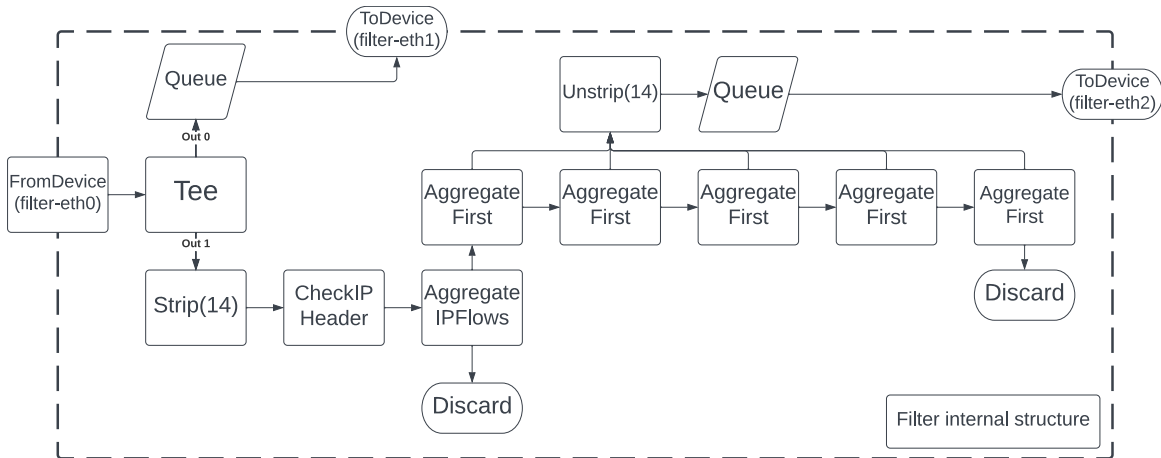 ToDevice
(filter-eth1)
Queue
Unstrip(14)
Queue
ToDevice
(filter-eth2)
Out 0
FromDevice
(filter-eth0)
Tee
Aggregate
First
Aggregate
First
Aggregate
First
Aggregate
First
Aggregate
First
Out 1
Strip(14)
CheckIP
Header
Aggregate
IPFlows
Discard
Discard
Filter internal structure